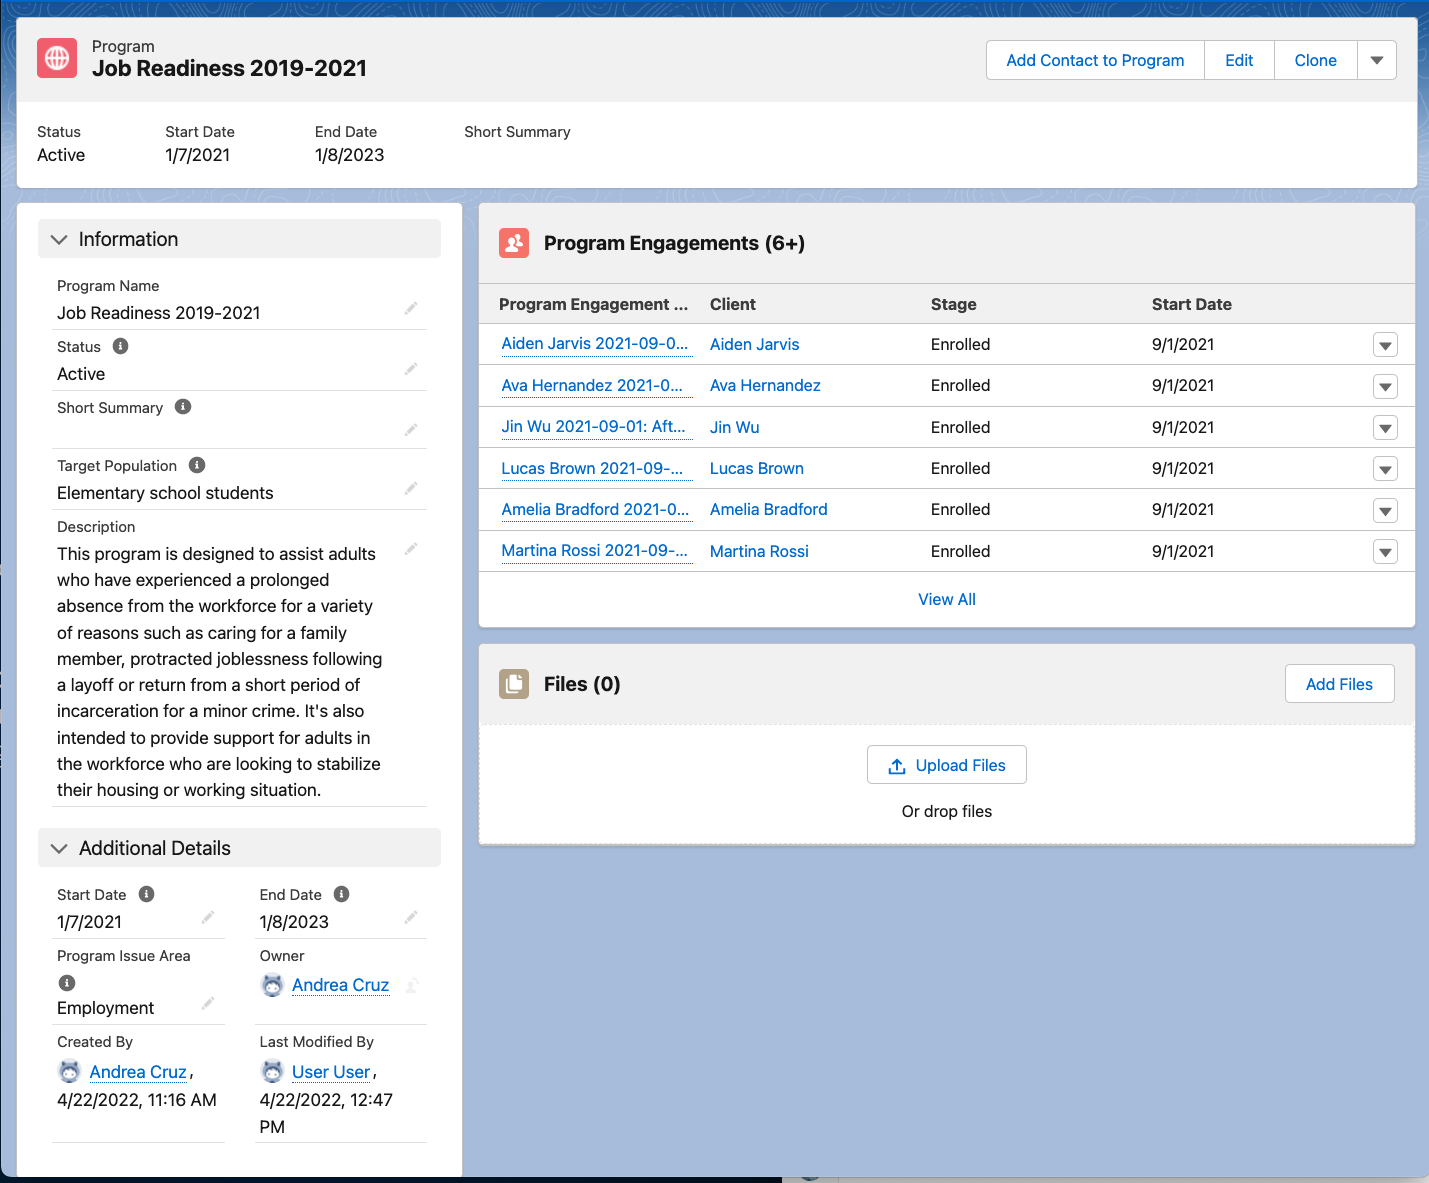 Program
Job Readiness 2019-2021
Add Contact to Program
Edit
Clone
Status
Start Date
End Date
Short Summary
Active
1/7/2021
1/8/2023
Information
Program Name
Job Readiness 2019-2021
Status
Active
Short Summary
Target Population
Elementary school students
Description
This program is designed to assist adults
who have experienced a prolonged
absence from the workforce for a variety
of reasons such as caring for a family
member, protracted joblessness following
a layoff or return from a short period of
incarceration for a minor crime. It's also
intended to provide support for adults in
the workforce who are looking to stabilize
their housing or working situation.
Additional Details
Start Date
1/7/2021
End Date
1/8/2023
Program Issue Area
Employment
Owner
Andrea Cruz
Created By
Andrea Cruz,
4/22/2022, 11:16 AM
Last Modified By
User User,
4/22/2022, 12:47
PM
Program Engagements (6+)
Program Engagement ... Client Stage Start Date
Aiden Jarvis 2021-09-0... Aiden Jarvis Enrolled 9/1/2021
Ava Hernandez 2021-0... Ava Hernandez Enrolled 9/1/2021
Jin Wu 2021-09-01: Aft... Jin Wu Enrolled 9/1/2021
Lucas Brown 2021-09-... Lucas Brown Enrolled 9/1/2021
Amelia Bradford 2021-0... Amelia Bradford Enrolled 9/1/2021
Martina Rossi 2021-09-... Martina Rossi Enrolled 9/1/2021
View All
Files (0)
Add Files
Upload Files
Or drop files